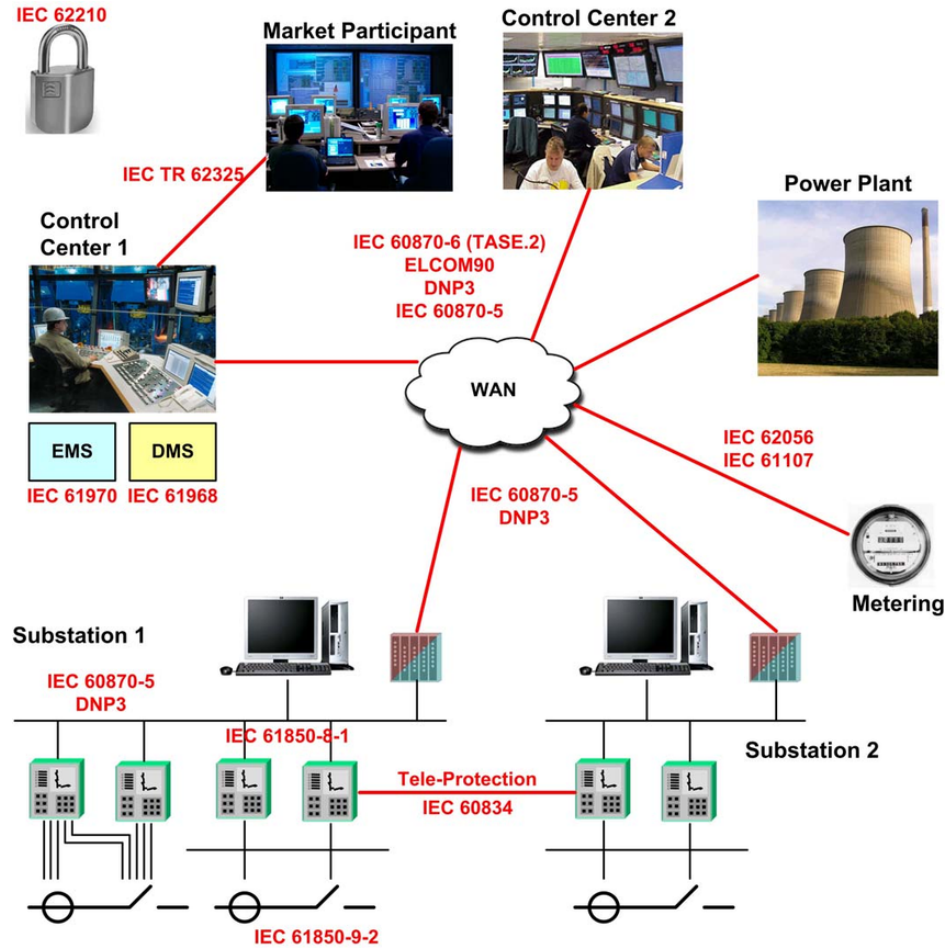 IEC 62210
Market Participant
Control Center 2
IEC TR 62325
Power Plant
Control
Center 1
IEC 60870-6 (TASE.2)
ELCOM90
DNP3
IEC 60870-5
WAN
EMS
DMS
IEC 61970
IEC 61968
IEC 62056
IEC 61107
IEC 60870-5
DNP3
Metering
Substation 1
IEC 60870-5
DNP3
IEC 61850-8-1
Substation 2
Tele-Protection
IEC 60834
IEC 61850-9-2